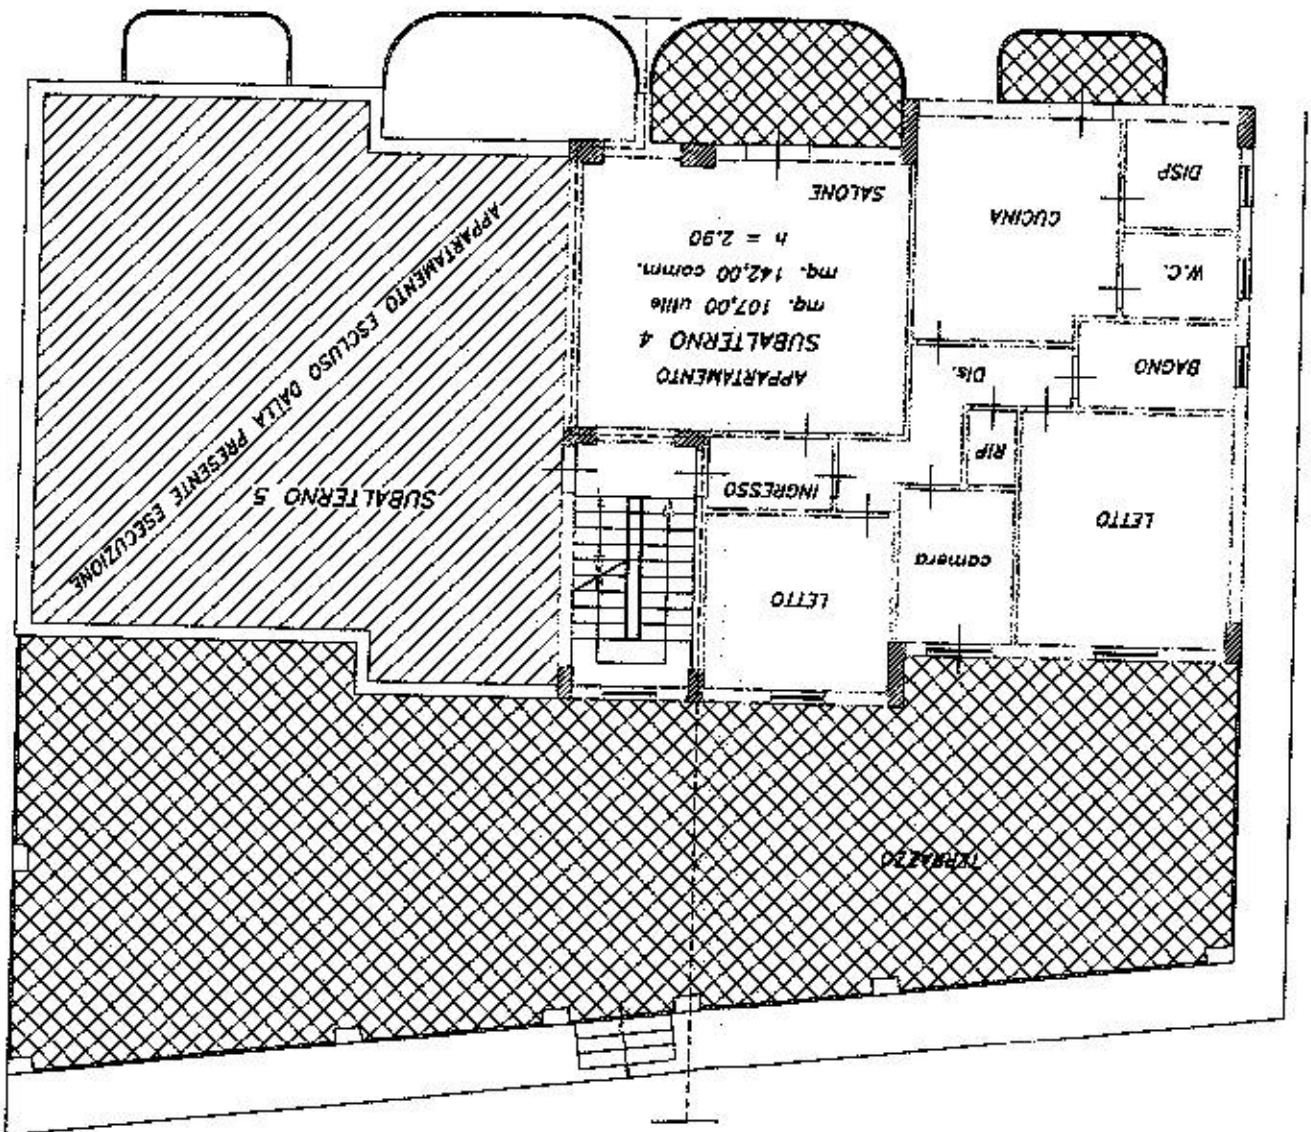 TERRAZZO
LETTO
camera
LETTO
RIP
INGRESSO
SUBALTERNO 5
APPARTAMENTO ESCLUSO DALLA PRESENTE ESECUZIONE
BAGNO
Dis.
APPARTAMENTO
SUBALTERNO 4
mq. 107,00 utile
mq. 142,00 comm.
h = 2.90
SALONE
W.C.
CUCINA
DISP